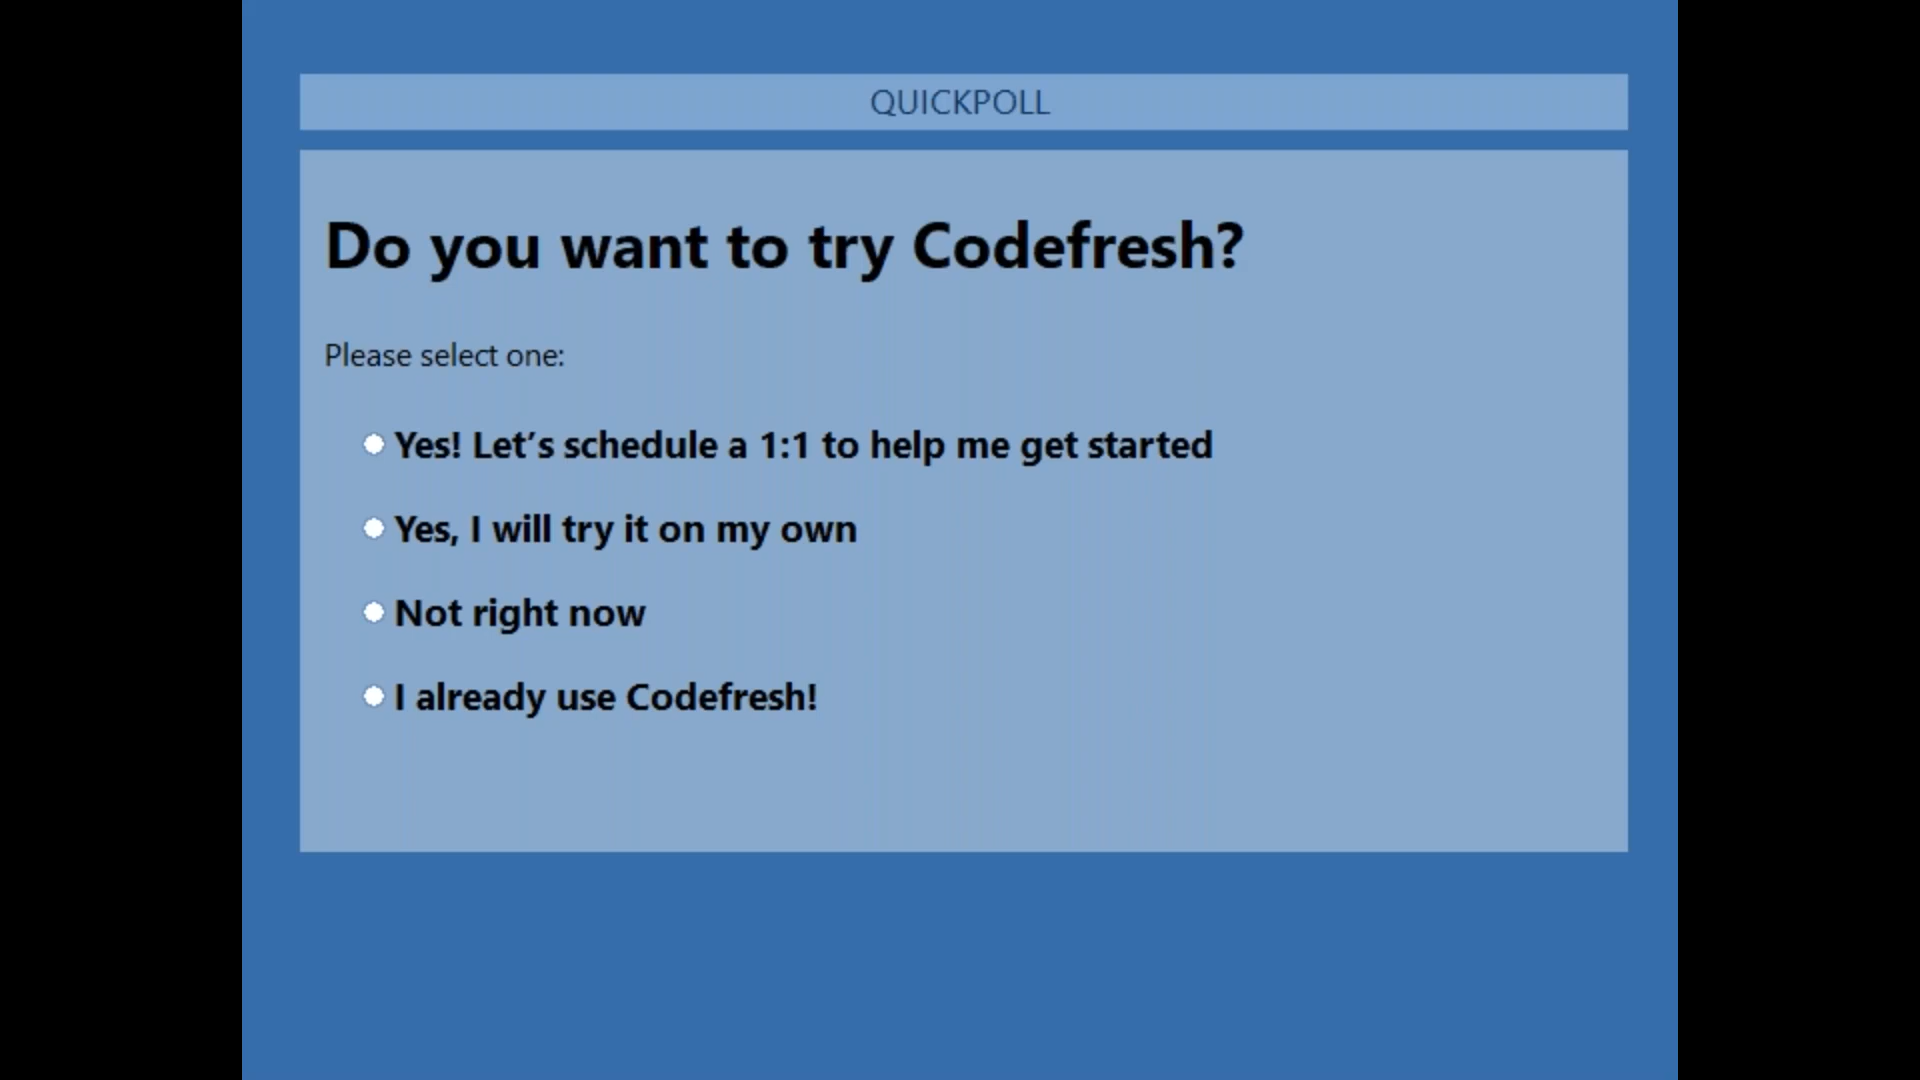 QUICKPOLL
Do you want to try Codefresh?
Please select one:
Yes! Let’s schedule a 1:1 to help me get started
Yes, I will try it on my own
Not right now
I already use Codefresh!